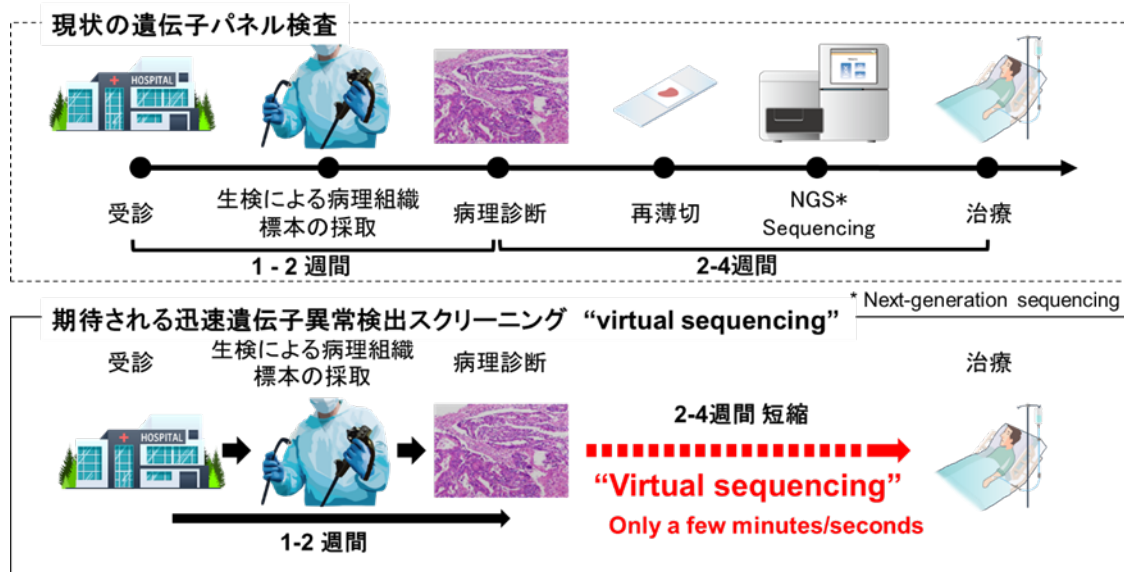 現状の遺伝子パネル検査
HOSPITAL
受診
生検による病理組織
標本の採取
病理診断
再薄切
NGS*
Sequencing
治療
1 - 2 週間
2-4週間
* Next-generation sequencing
期待される迅速遺伝子異常検出スクリーニング “virtual sequencing”
受診
生検による病理組織
標本の採取
病理診断
治療
HOSPITAL
2-4週間 短縮
“Virtual sequencing”
Only a few minutes/seconds
1-2 週間